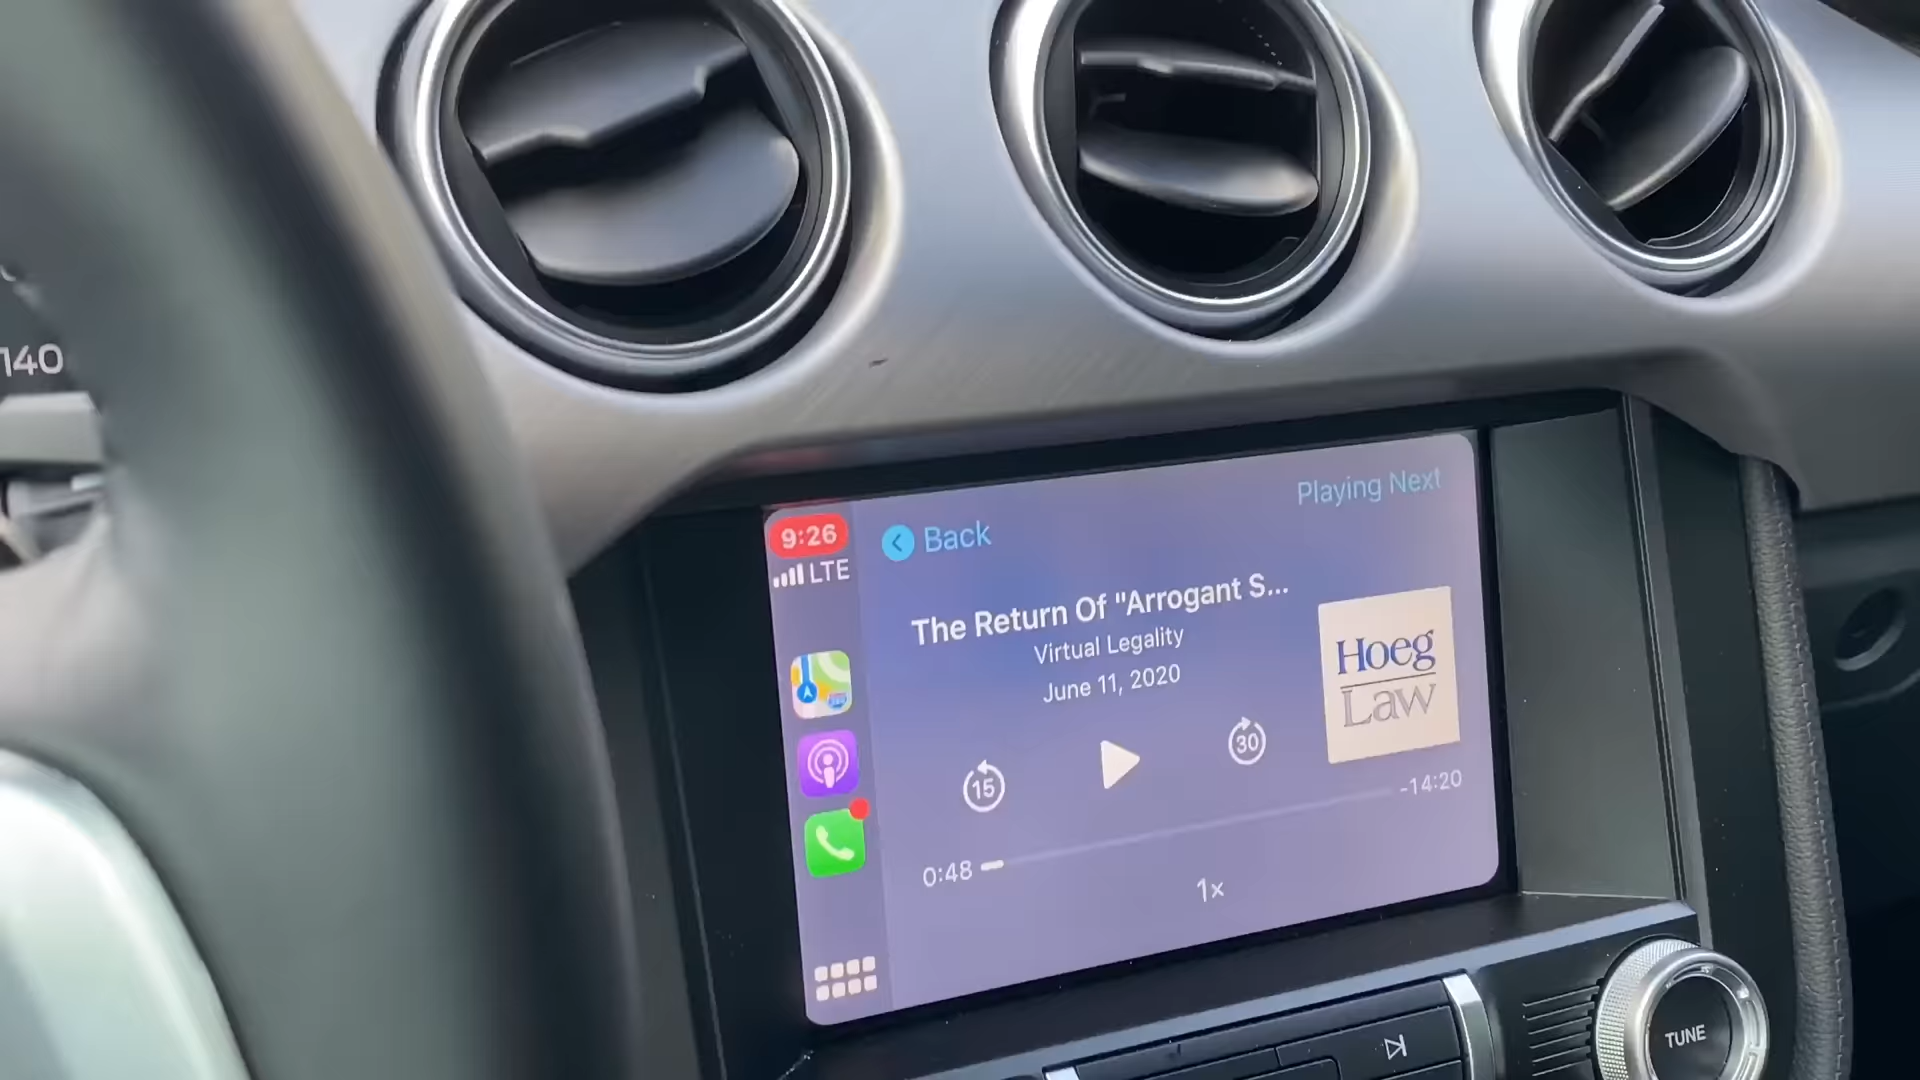 140
9:26
LTE
Back
Playing Next
The Return Of "Arrogant S...
Virtual Legality
June 11, 2020
Hoeg
Law
15
30
0:48
-14:20
1×
TUNE